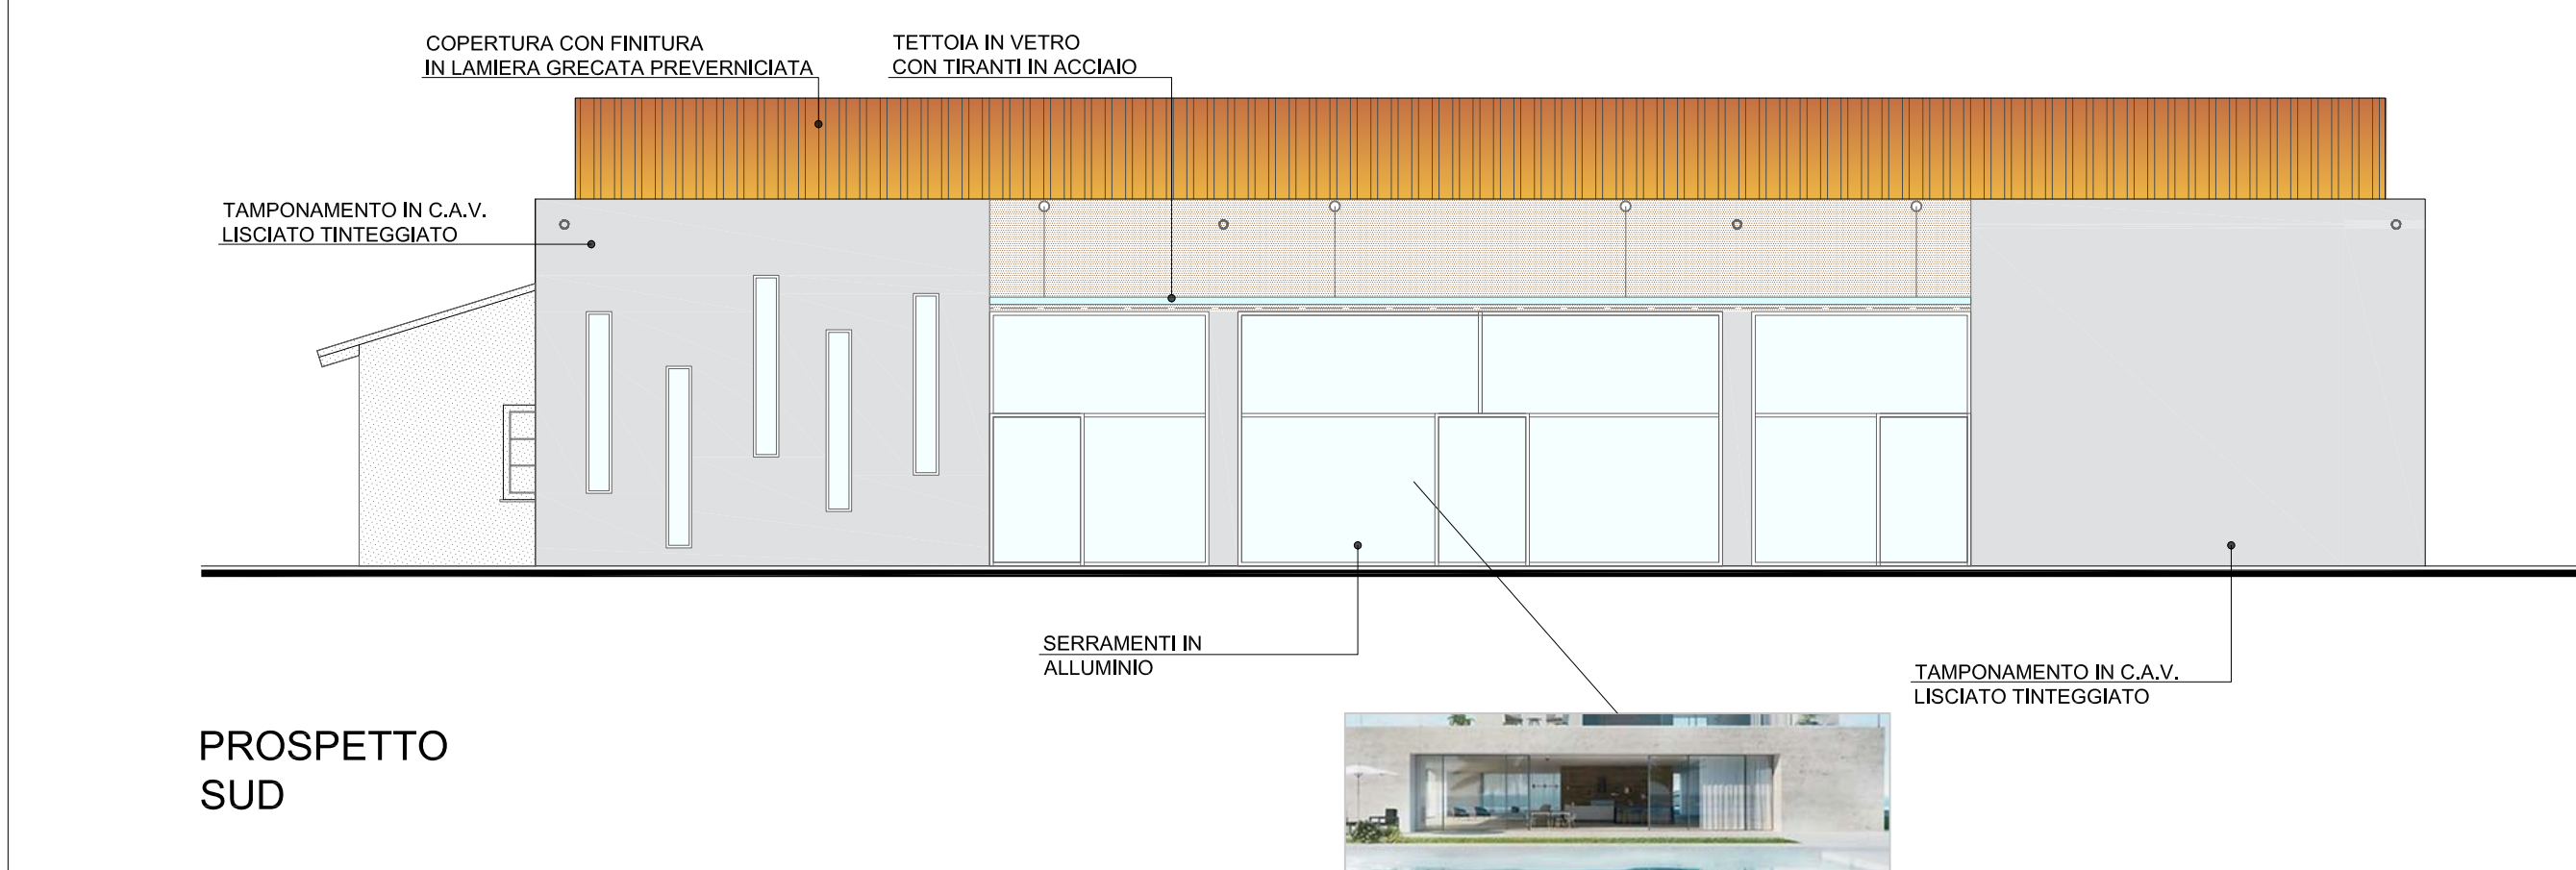 COPERTURA CON FINITURA
IN LAMIERA GRECATA PREVERNICIATA
TETTOIA IN VETRO
CON TIRANTI IN ACCIAIO
TAMPONAMENTO IN C.A.V.
LISCIATO TINTEGGIATO
SERRAMENTI IN
ALLUMINIO
TAMPONAMENTO IN C.A.V.
LISCIATO TINTEGGIATO
PROSPETTO
SUD